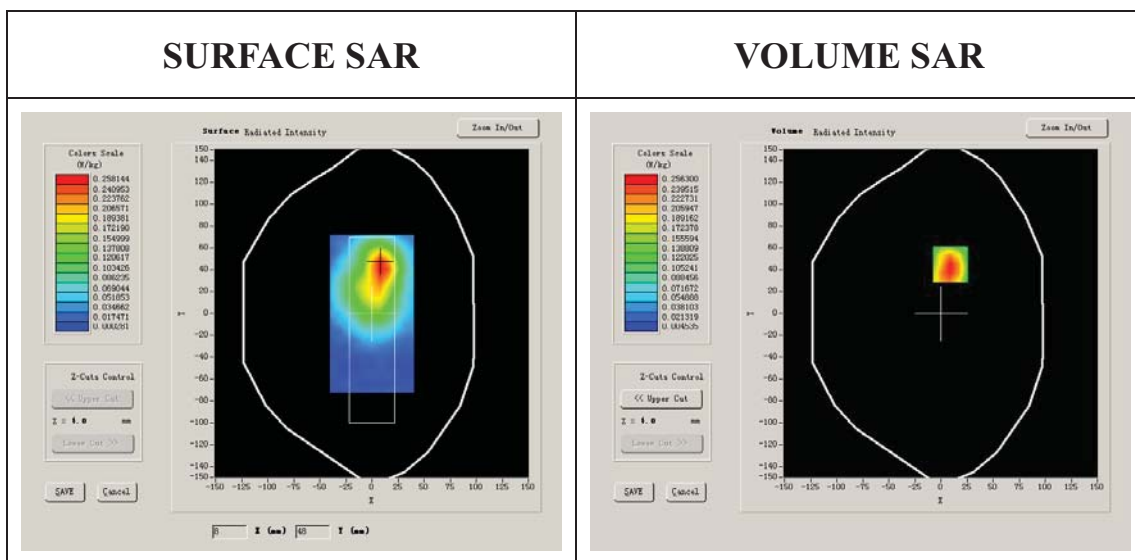 SURFACE SAR
VOLUME SAR
Surface Radiated Intensity
Zoom In/Out
Colors Scale
(W/kg)
0.258144
0.240953
0.223762
0.206571
0.189381
0.172190
0.154999
0.137808
0.120617
0.103426
0.086235
0.069044
0.051853
0.034662
0.017471
0.000281
Z-Cuts Control
<< Upper Cut
Z = 4.0 mm
Lower Cut >>
SAVE Cancel
150
120
100
80
60
40
20
0
-20
-40
-60
-80
-100
-120
-140
-150
Y
-150 -125 -100 -75 -50 -25 0 25 50 75 100 125 150
X
8 X (mm) 48 Y (mm)
Volume Radiated Intensity
Zoom In/Out
Colors Scale
(W/kg)
0.256300
0.239515
0.222731
0.205947
0.189162
0.172378
0.155594
0.138809
0.122025
0.105241
0.088456
0.071672
0.054888
0.038103
0.021319
0.004535
Z-Cuts Control
<< Upper Cut
Z = 4.0 mm
Lower Cut >>
SAVE Cancel
150
120
100
80
60
40
20
0
-20
-40
-60
-80
-100
-120
-140
-150
Y
-150 -125 -100 -75 -50 -25 0 25 50 75 100 125 150
X